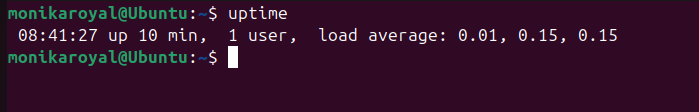 monikaroyal@Ubuntu:~$ uptime
 08:41:27 up 10 min,  1 user,  load average: 0.01, 0.15, 0.15
monikaroyal@Ubuntu:~$